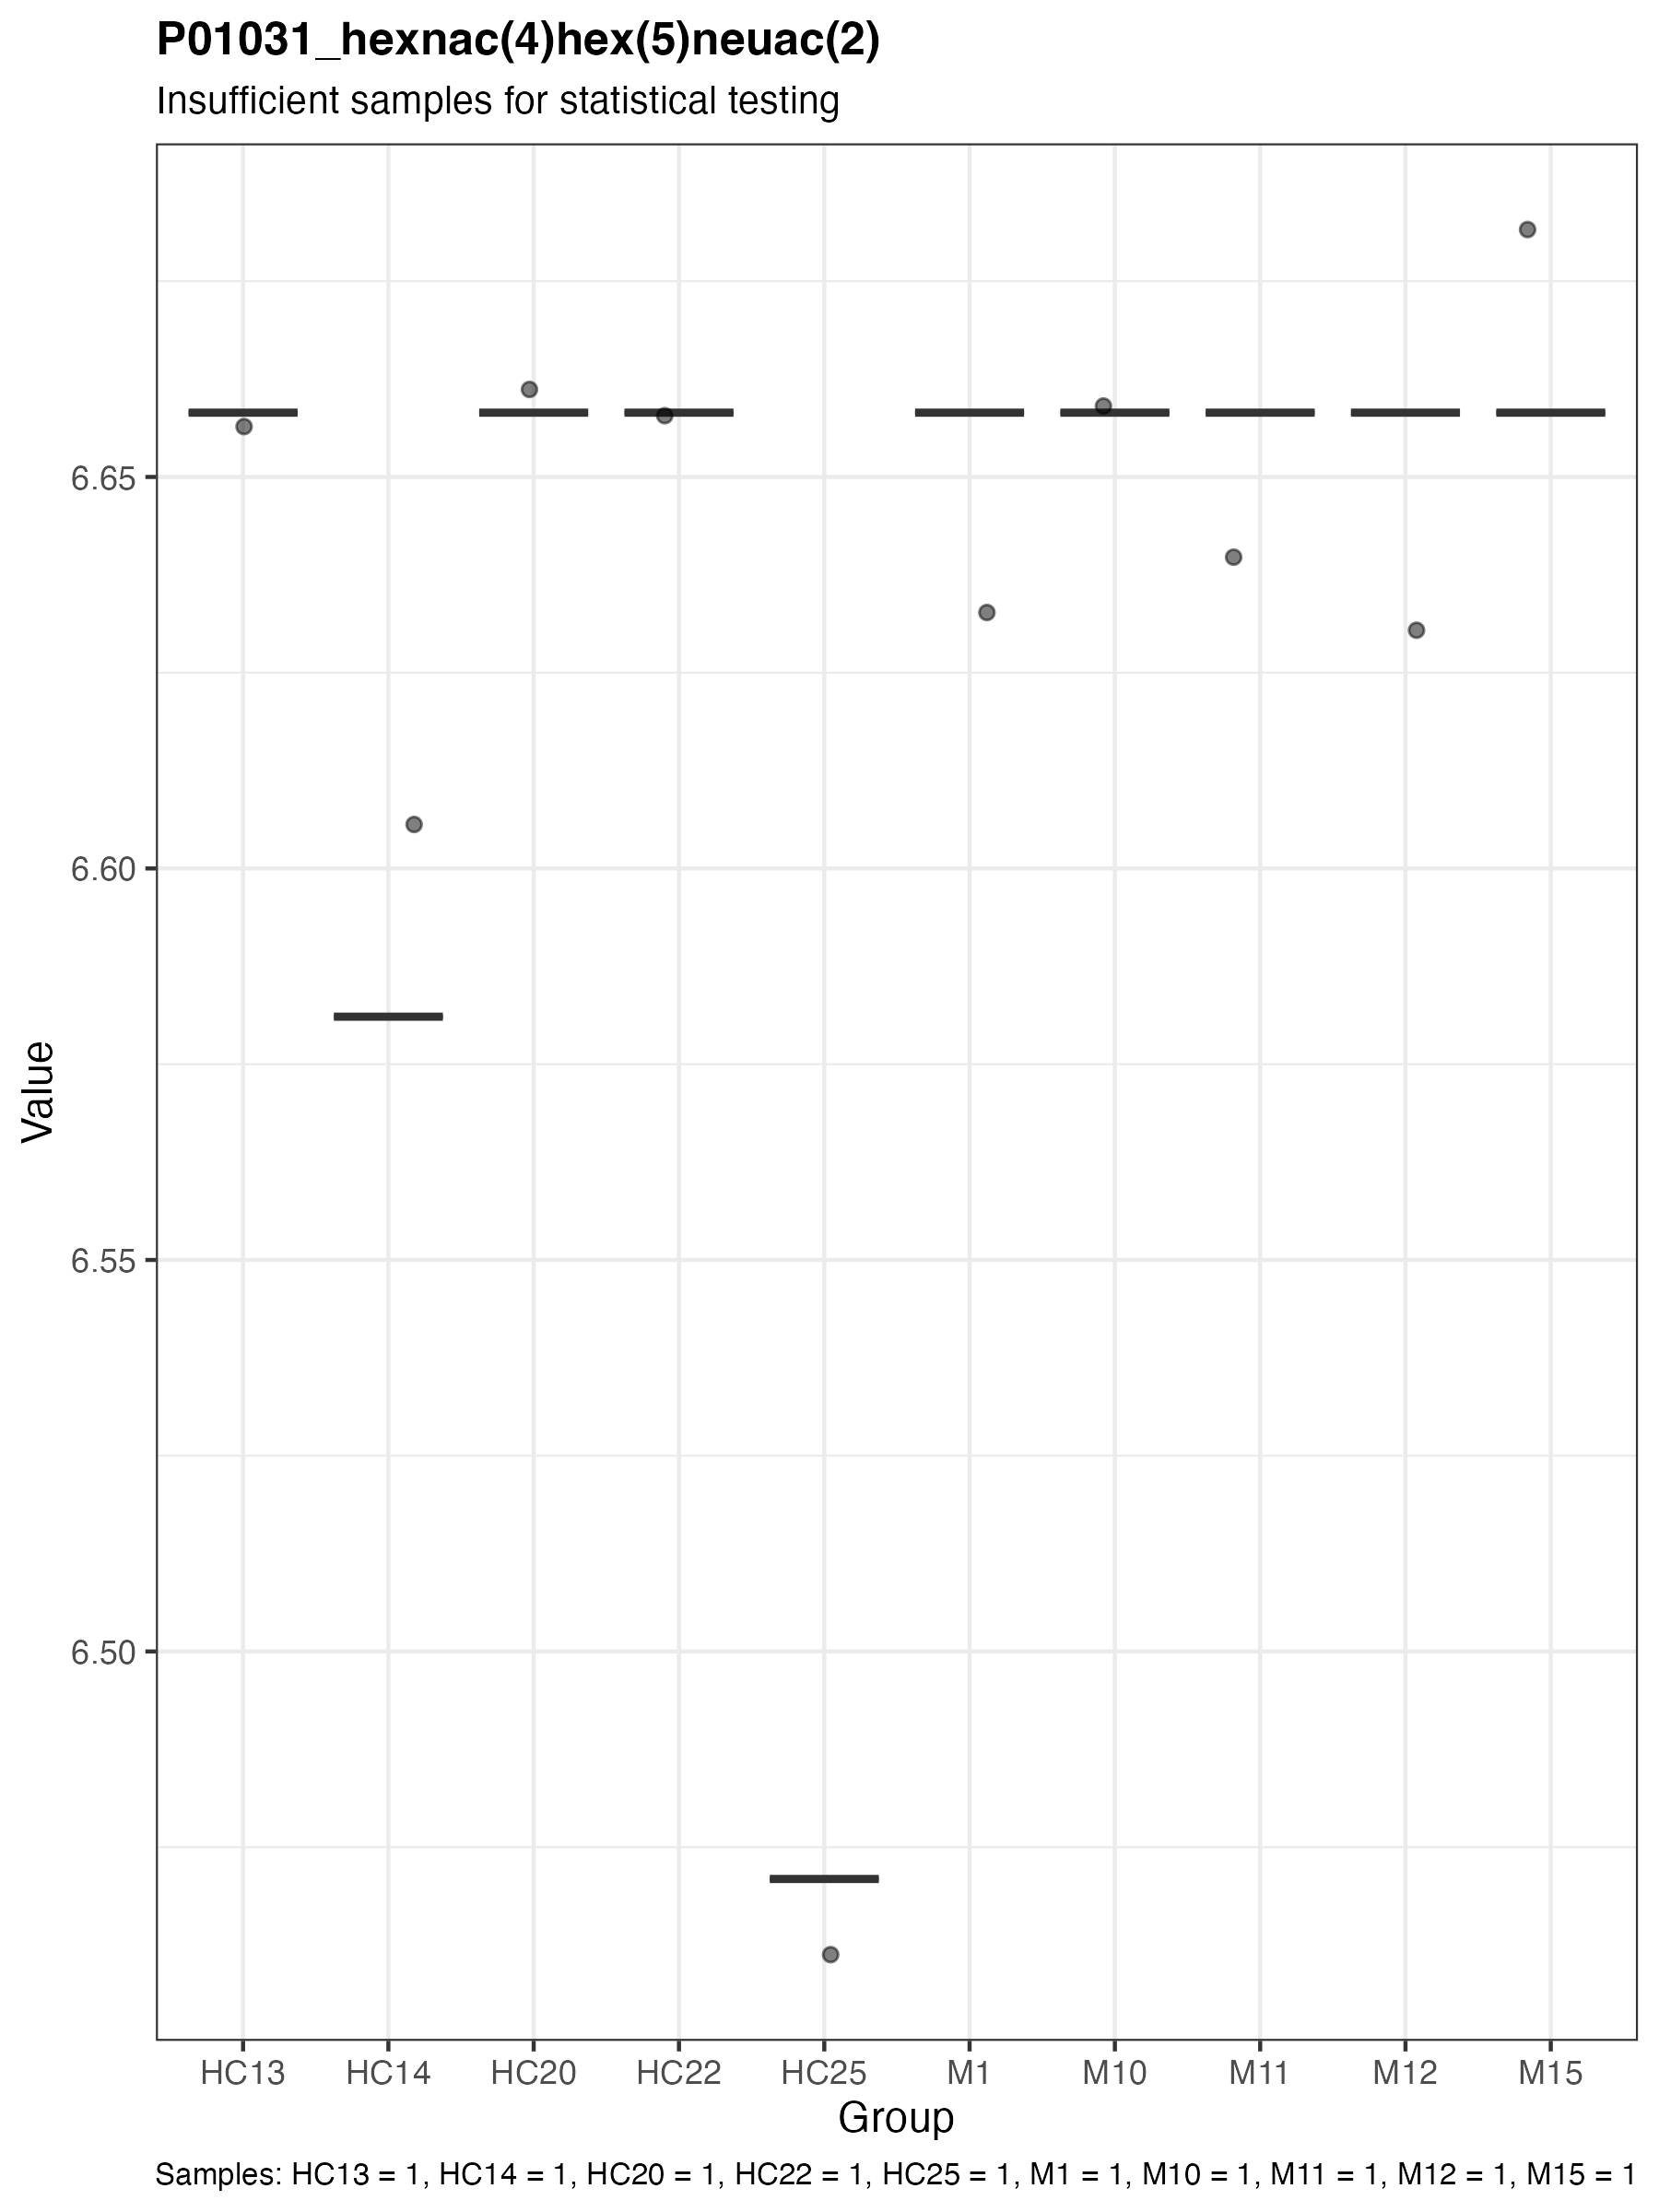 P01031_hexnac(4)hex(5)neuac(2)
Insufficient samples for statistical testing
Value
6.65
6.60
6.55
6.50
HC13 HC14 HC20 HC22 HC25 M1 M10 M11 M12 M15
Group
Samples: HC13 = 1, HC14 = 1, HC20 = 1, HC22 = 1, HC25 = 1, M1 = 1, M10 = 1, M11 = 1, M12 = 1, M15 = 1